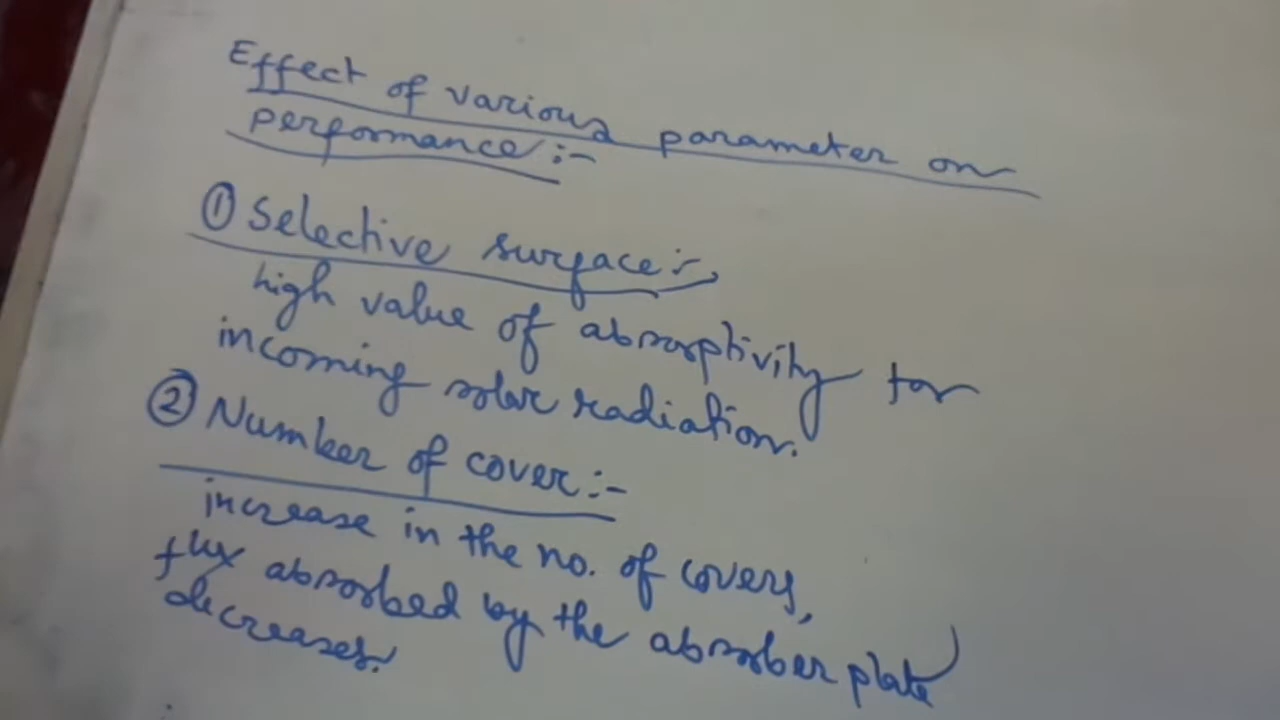 Effect of various parameter on
performance:-
① Selective surface:-
high value of absorptivity for
incoming solar radiation.
② Number of cover:-
increase in the no. of covers,
flux absorbed by the absorber plate
decreases.